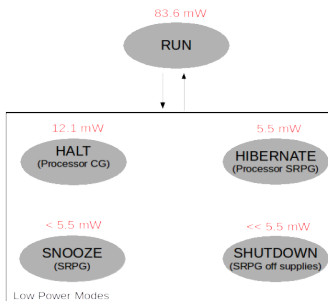 83.6 mW
RUN
12.1 mW
5.5 mW
HALT
(Processor CG)
HIBERNATE
(Processor SRPG)
< 5.5 mW
<< 5.5 mW
SNOOZE
(SRPG)
SHUTDOWN
(SRPG off supplies)
Low Power Modes